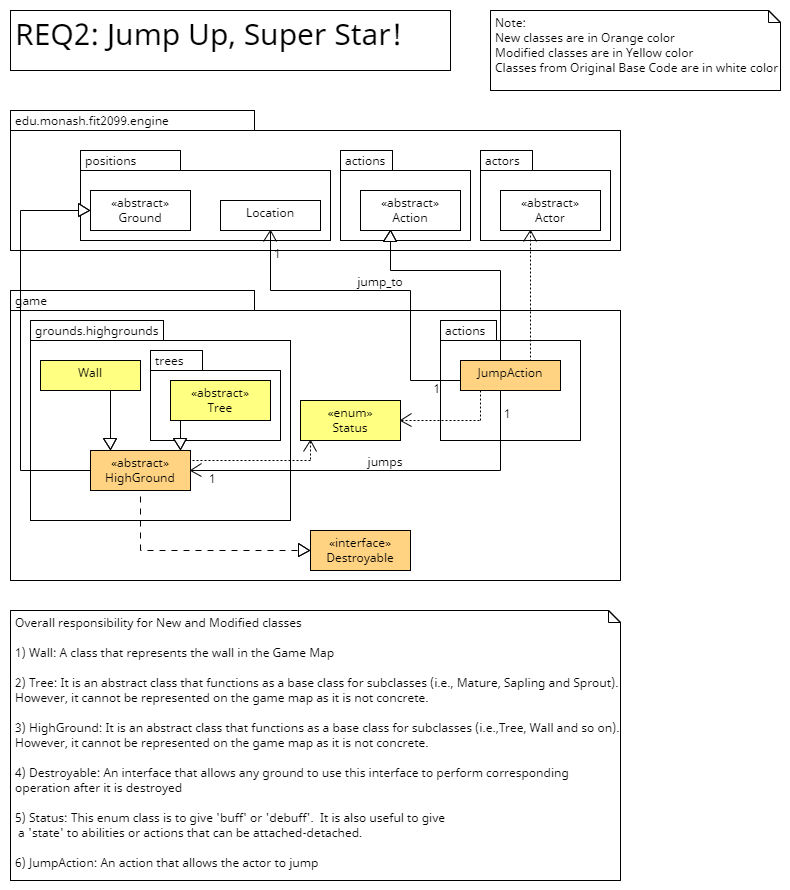 REQ2: Jump Up, Super Star!
Note:
New classes are in Orange color
Modified classes are in Yellow color
Classes from Original Base Code are in white color
edu.monash.fit2099.engine
positions
actions
actors
«abstract»
Ground
Location
«abstract»
Action
«abstract»
Actor
1
jump_to
game
grounds.highgrounds
actions
trees
Wall
JumpAction
«abstract»
Tree
1
«enum»
Status
1
«abstract»
HighGround
jumps
1
«interface»
Destroyable
Overall responsibility for New and Modified classes
1) Wall: A class that represents the wall in the Game Map
2) Tree: It is an abstract class that functions as a base class for subclasses (i.e., Mature, Sapling and Sprout).
However, it cannot be represented on the game map as it is not concrete.
3) HighGround: It is an abstract class that functions as a base class for subclasses (i.e.,Tree, Wall and so on).
However, it cannot be represented on the game map as it is not concrete.
4) Destroyable: An interface that allows any ground to use this interface to perform corresponding
operation after it is destroyed
5) Status: This enum class is to give 'buff' or 'debuff'.  It is also useful to give
a 'state' to abilities or actions that can be attached-detached.
6) JumpAction: An action that allows the actor to jump